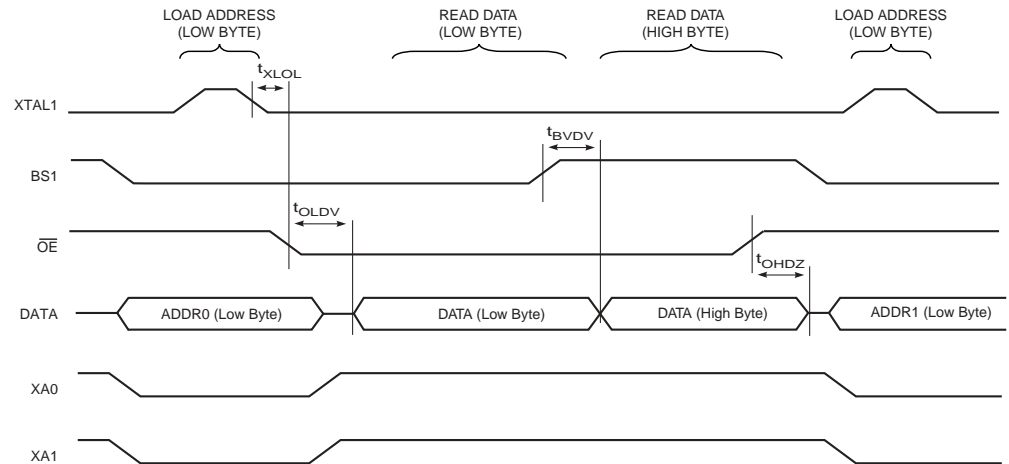 LOAD ADDRESS
(LOW BYTE)
READ DATA
(LOW BYTE)
READ DATA
(HIGH BYTE)
LOAD ADDRESS
(LOW BYTE)
tXLOL
XTAL1
tBVDV
BS1
tOLDV
OE
tOHDZ
DATA
ADDR0 (Low Byte)
DATA (Low Byte)
DATA (High Byte)
ADDR1 (Low Byte)
XA0
XA1